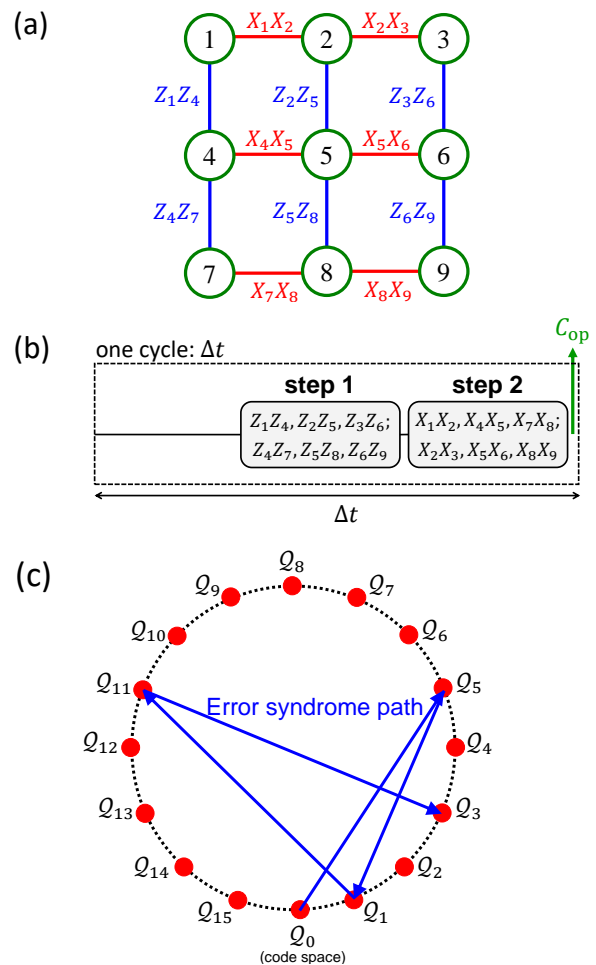 (a)
X₁X₂ X₂X₃
1 2 3
Z₁Z₄ Z₂Z₅ Z₃Z₆
X₄X₅ X₅X₆
4 5 6
Z₄Z₇ Z₅Z₈ Z₆Z₉
7 8 9
X₇X₈ X₈X₉
(b)
C_op
one cycle: Δt
step 1 step 2
Z₁Z₄, Z₂Z₅, Z₃Z₆; X₁X₂, X₄X₅, X₇X₈;
Z₄Z₇, Z₅Z₈, Z₆Z₉ X₂X₃, X₅X₆, X₈X₉
Δt
(c)
𝒬₈
𝒬₉ 𝒬₇
𝒬₁₀ 𝒬₆
𝒬₁₁ 𝒬₅
Error syndrome path
𝒬₁₂ 𝒬₄
𝒬₁₃ 𝒬₃
𝒬₁₄ 𝒬₂
𝒬₁₅ 𝒬₁
𝒬₀
(code space)